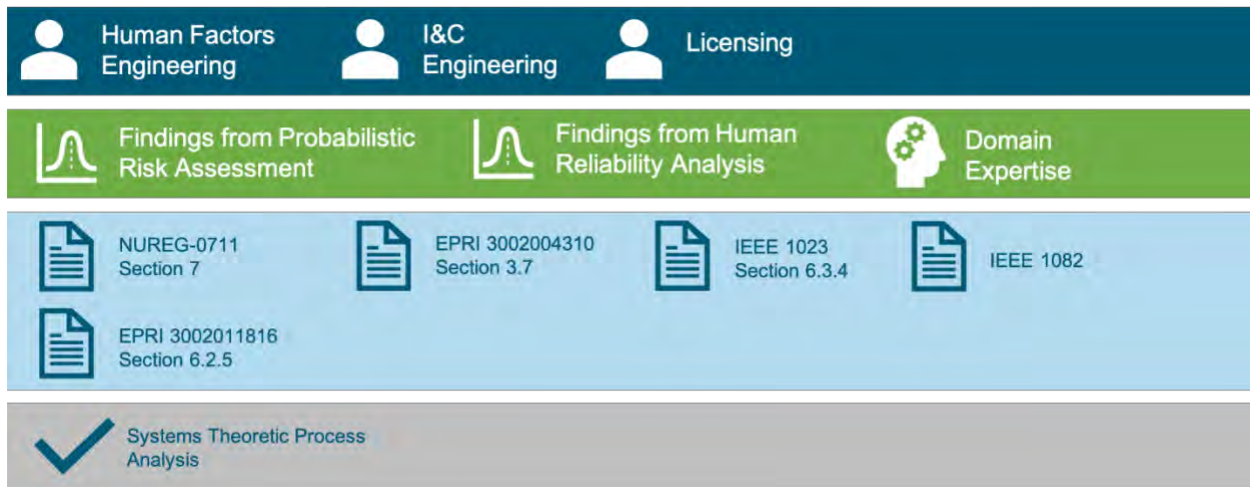 Human Factors
Engineering
I&C
Engineering
Licensing
Findings from Probabilistic
Risk Assessment
Findings from Human
Reliability Analysis
Domain
Expertise
NUREG-0711
Section 7
EPRI 3002004310
Section 3.7
IEEE 1023
Section 6.3.4
IEEE 1082
EPRI 3002011816
Section 6.2.5
Systems Theoretic Process
Analysis